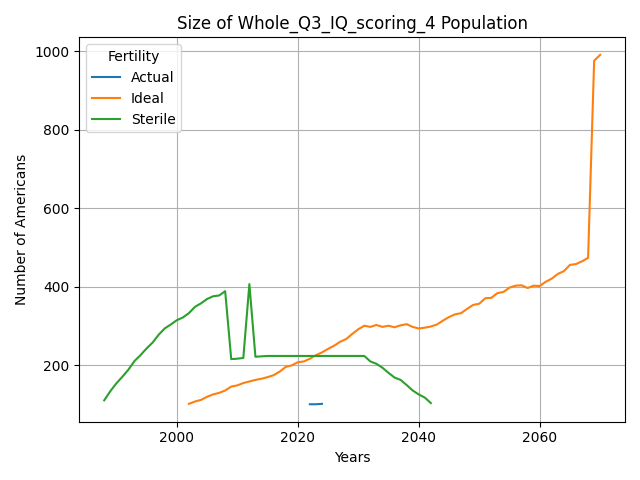 Size of Whole_Q3_IQ_scoring_4 Population
Fertility
Actual
Ideal
Sterile
Number of Americans
1000
800
600
400
200
2000
2020
2040
2060
Years